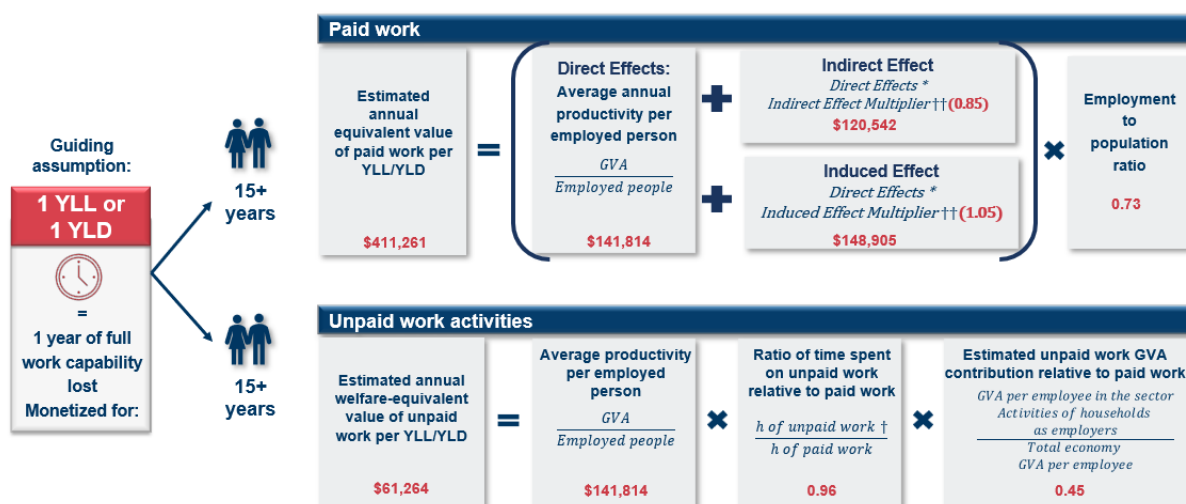 Guiding
assumption:
1 YLL or
1 YLD
=
1 year of full
work capability
lost
Monetized for:
15+
years
15+
years
Paid work
Estimated
annual
equivalent value
of paid work per
YLL/YLD
$411,261
=
Direct Effects:
Average annual
productivity per
employed person
GVA
Employed people
$141,814
+
Indirect Effect
Direct Effects *
Indirect Effect Multiplier ††(0.85)
$120,542
+
Induced Effect
Direct Effects *
Induced Effect Multiplier ††(1.05)
$148,905
×
Employment
to
population
ratio
0.73
Unpaid work activities
Estimated annual
welfare-equivalent
value of unpaid
work per YLL/YLD
$61,264
=
Average productivity
per employed
person
GVA
Employed people
$141,814
×
Ratio of time spent
on unpaid work
relative to paid work
h of unpaid work †
h of paid work
0.96
×
Estimated unpaid work GVA
contribution relative to paid work
GVA per employee in the sector
Activities of households
as employers
Total economy
GVA per employee
0.45